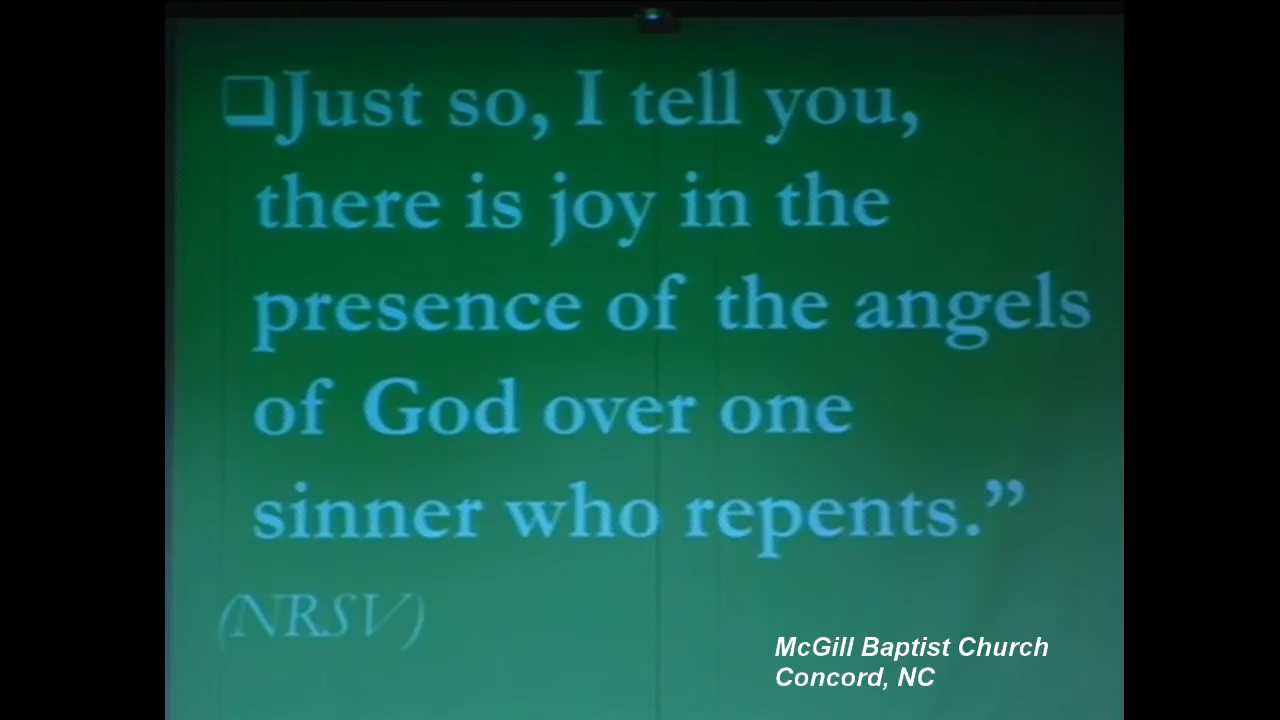 ❑Just so, I tell you,
there is joy in the
presence of the angels
of God over one
sinner who repents.”
(NRSV)
McGill Baptist Church
Concord, NC